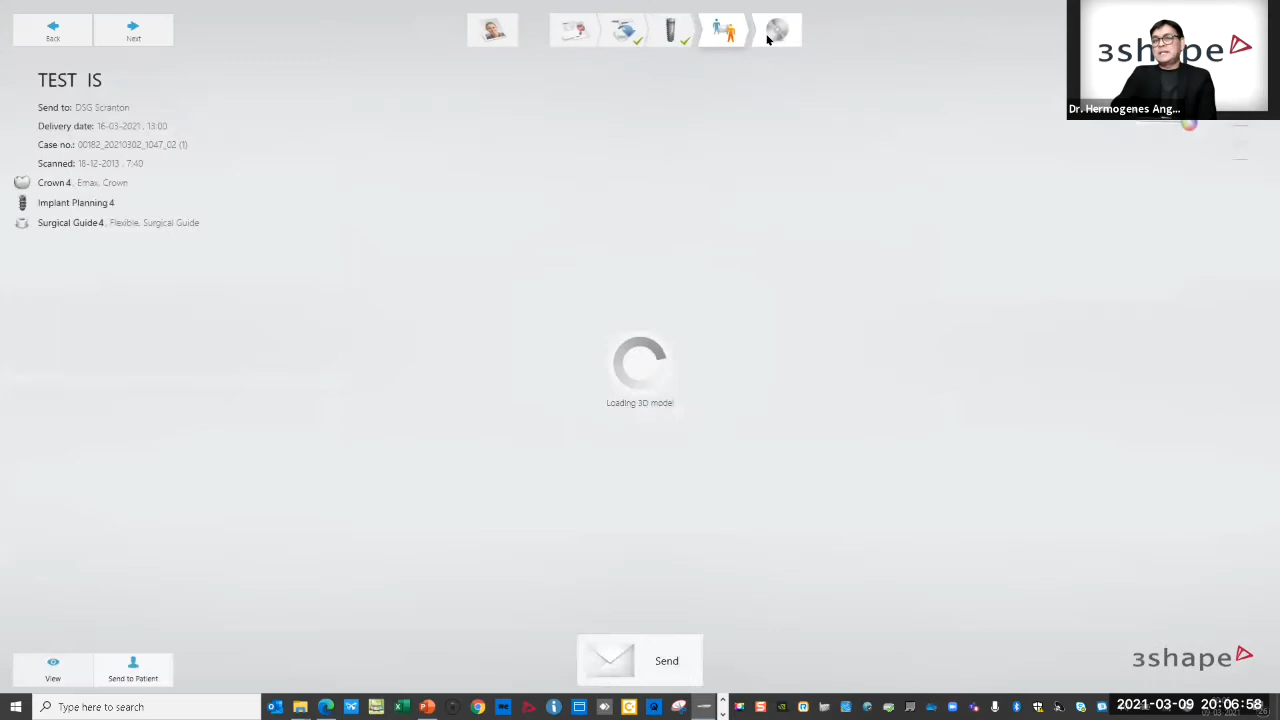 Back
Next
3shape
Dr. Hermogenes Ang...
TEST IS
Send to: DSG Scranton
Delivery date: 16-03-2021 , 13:00
Case no.: 00182_20210302_1047_02 (1)
Scanned: 18-12-2013 , 7:40
Crown 4 , Emax, Crown
Implant Planning 4
Surgical Guide 4 , Flexible, Surgical Guide
Loading 3D model
View
Send to Patient
Send
3shape
Type here to search
2021-03-09 20:06:58